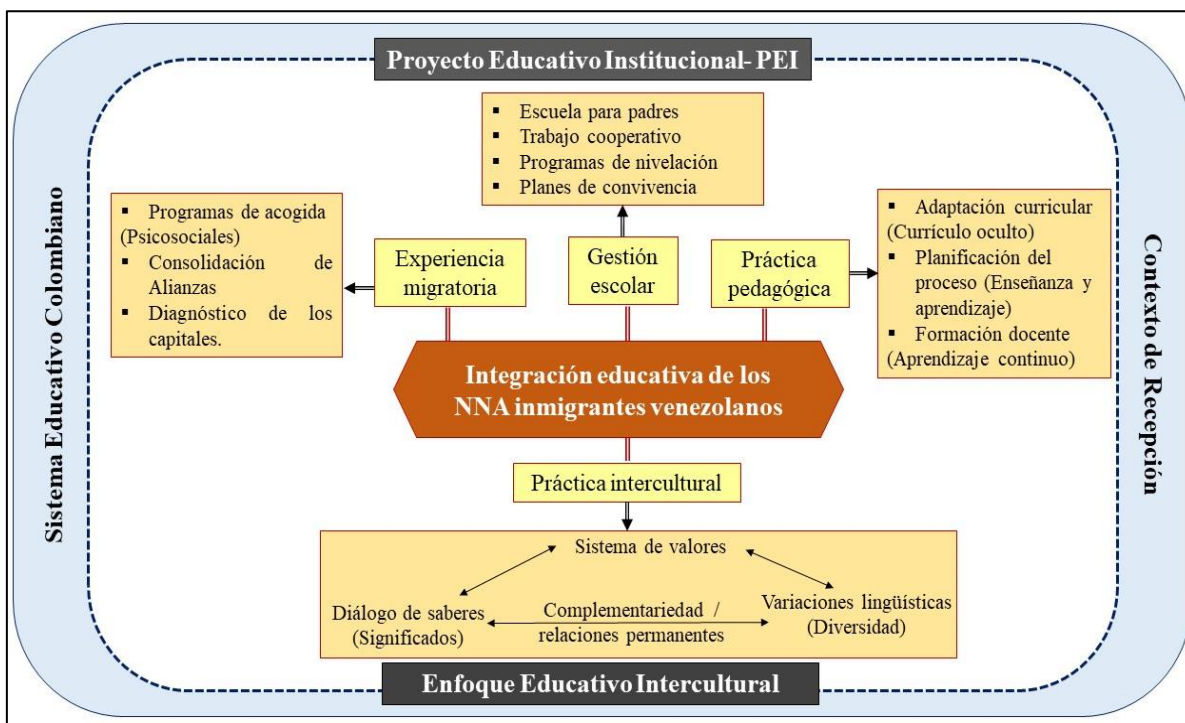 Proyecto Educativo Institucional- PEI
Sistema Educativo Colombiano
Contexto de Recepción
▪ Escuela para padres
▪ Trabajo cooperativo
▪ Programas de nivelación
▪ Planes de convivencia
▪ Programas de acogida
(Psicosociales)
▪ Consolidación de
Alianzas
▪ Diagnóstico de los
capitales.
Experiencia
migratoria
Gestión
escolar
Práctica
pedagógica
▪ Adaptación curricular
(Currículo oculto)
▪ Planificación del
proceso (Enseñanza y
aprendizaje)
▪ Formación docente
(Aprendizaje continuo)
Integración educativa de los
NNA inmigrantes venezolanos
Práctica intercultural
Sistema de valores
Diálogo de saberes
(Significados)
Complementariedad /
relaciones permanentes
Variaciones lingüísticas
(Diversidad)
Enfoque Educativo Intercultural